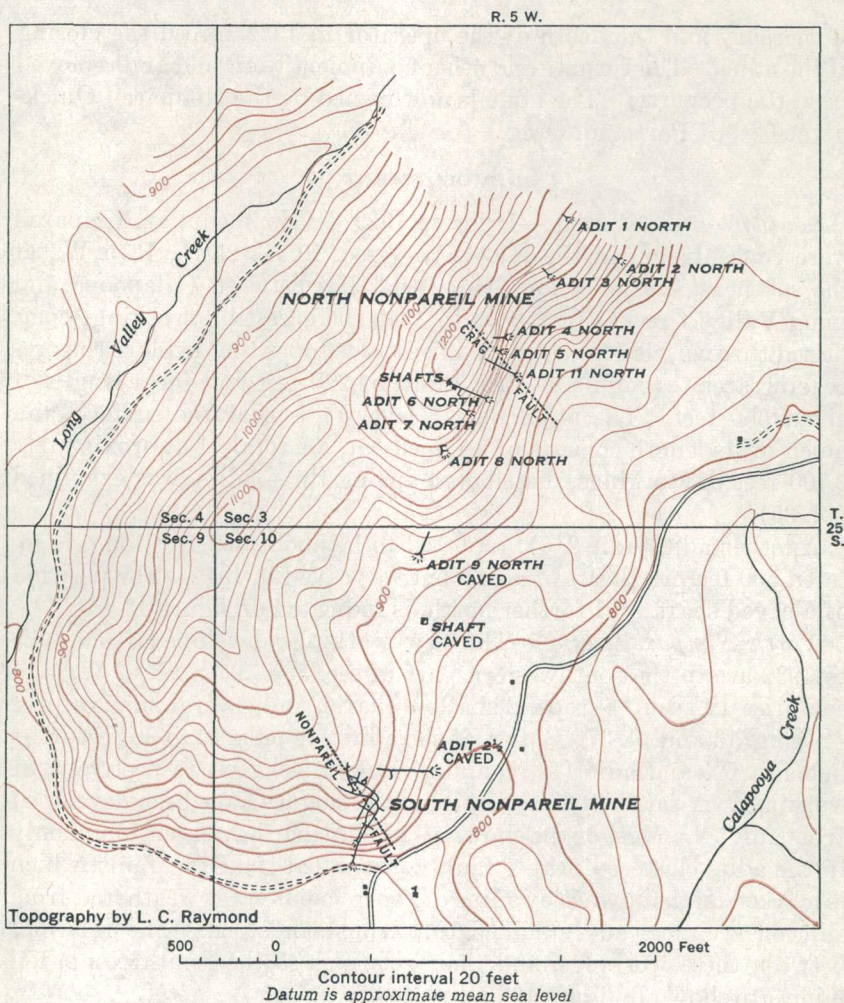 R. 5 W.
900
Creek
Valley
Long
ADIT 1 NORTH
ADIT 2 NORTH
ADIT 3 NORTH
NORTH NONPAREIL MINE
1100
1200
900
ADIT 4 NORTH
CRAG
ADIT 5 NORTH
ADIT 11 NORTH
FAULT
SHAFTS
ADIT 6 NORTH
ADIT 7 NORTH
1000
ADIT 8 NORTH
1100
Sec. 4 Sec. 3
Sec. 9 Sec. 10
T.
25
S.
ADIT 9 NORTH
CAVED
900
800
SHAFT
CAVED
900
800
NONPAREIL
FAULT
ADIT 2½
CAVED
SOUTH NONPAREIL MINE
800
Calapooya
Creek
Topography by L. C. Raymond
500 0 2000 Feet
Contour interval 20 feet
Datum is approximate mean sea level